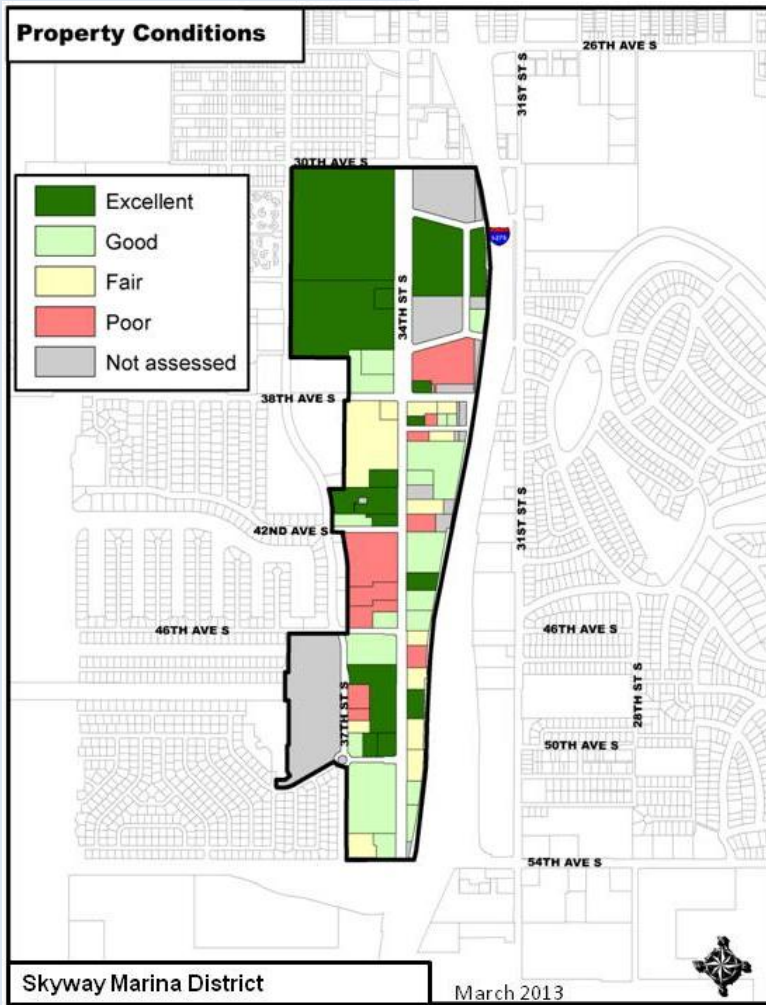 Property Conditions
26TH AVE S
31ST ST S
30TH AVE S
Excellent
Good
Fair
Poor
Not assessed
34TH ST S
38TH AVE S
31ST ST S
42ND AVE S
46TH AVE S
46TH AVE S
28TH ST S
37TH ST S
50TH AVE S
54TH AVE S
Skyway Marina District
March 2013